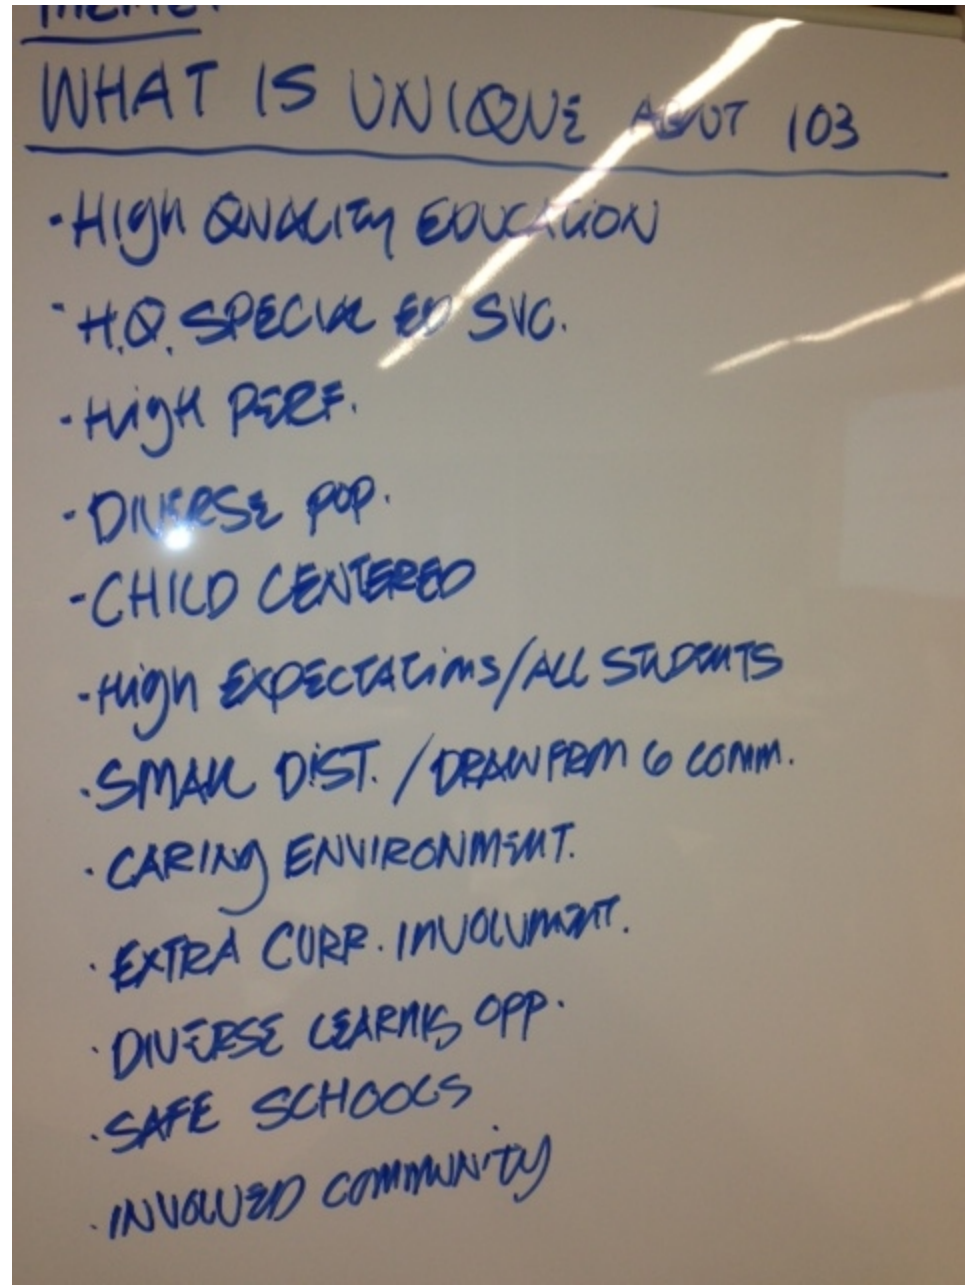 THEME:
WHAT IS UNIQUE ABOUT 103
· HIGH QUALITY EDUCATION
· H.Q. SPECIAL ED SVC.
· HIGH PERF.
· DIVERSE POP.
- CHILD CENTERED
· HIGH EXPECTATIONS/ALL STUDENTS
· SMALL DIST. / DRAW FROM 6 COMM.
· CARING ENVIRONMENT.
· EXTRA CURR. INVOLVMENT.
· DIVERSE LEARNING OPP.
· SAFE SCHOOLS
· INVOLVED COMMUNITY